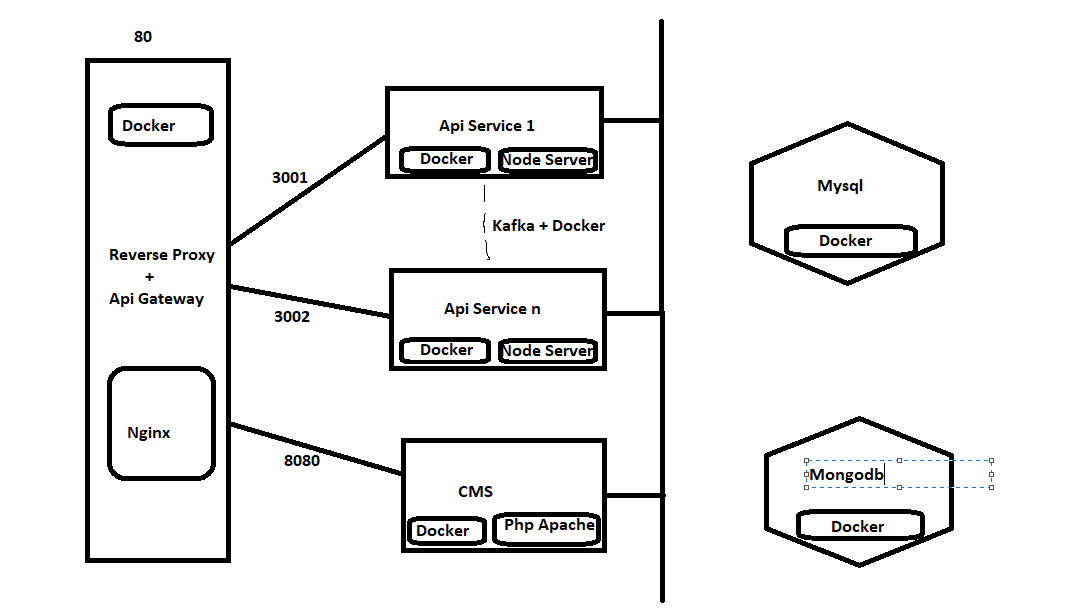 80
Docker
Reverse Proxy
+
Api Gateway
Nginx
3001
3002
8080
Api Service 1
Docker
Node Server
Kafka + Docker
Api Service n
Docker
Node Server
CMS
Docker
Php Apache
Mysql
Docker
Mongodb
Docker